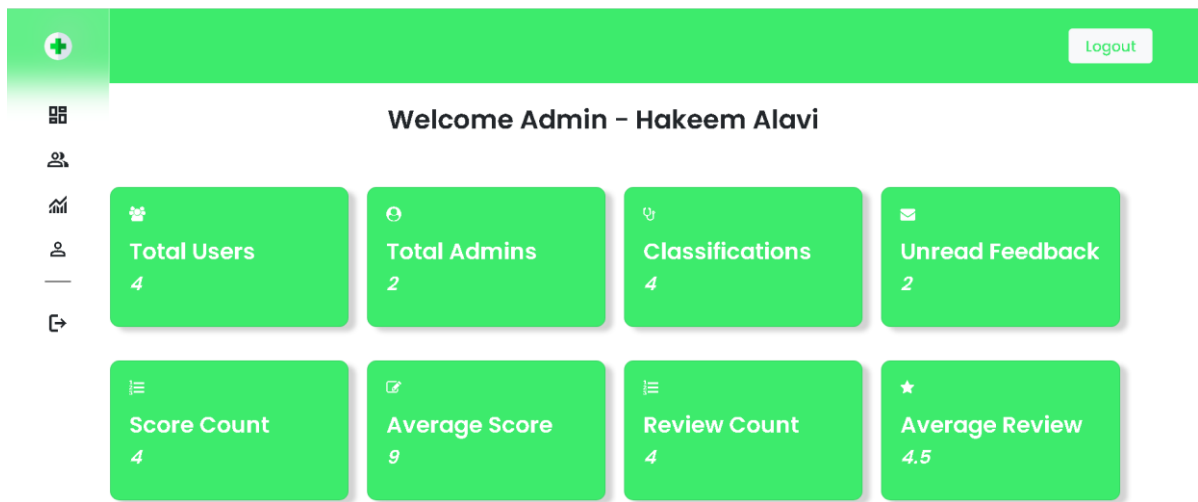 Logout
Welcome Admin - Hakeem Alavi
Total Users
4
Total Admins
2
Classifications
4
Unread Feedback
2
Score Count
4
Average Score
9
Review Count
4
Average Review
4.5